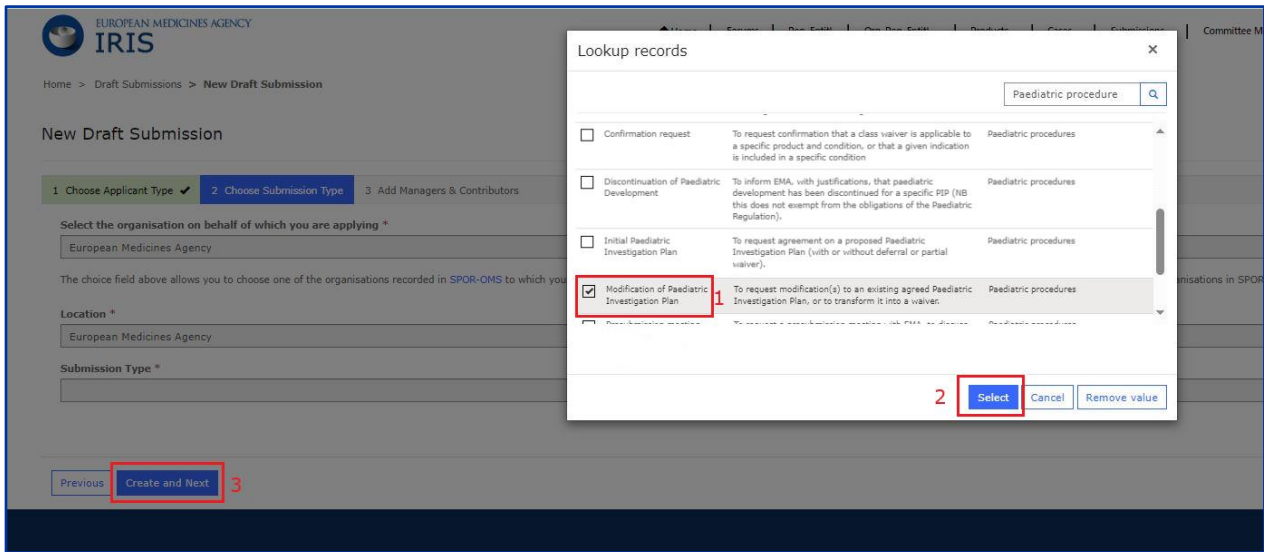 EUROPEAN MEDICINES AGENCY
IRIS
Home
Products
Cases
Submissions
Committee M
Home > Draft Submissions > New Draft Submission
New Draft Submission
1 Choose Applicant Type ✔ 2 Choose Submission Type 3 Add Managers & Contributors
Select the organisation on behalf of which you are applying *
European Medicines Agency
The choice field above allows you to choose one of the organisations recorded in SPOR-OMS to which you
anisations in SPOR
Location *
European Medicines Agency
Submission Type *
Previous Create and Next 3
Lookup records ×
Paediatric procedure
Confirmation request
To request confirmation that a class waiver is applicable to
a specific product and condition, or that a given indication
is included in a specific condition
Paediatric procedures
Discontinuation of Paediatric
Development
To inform EMA, with justifications, that paediatric
development has been discontinued for a specific PIP (NB
this does not exempt from the obligations of the Paediatric
Regulation).
Paediatric procedures
Initial Paediatric
Investigation Plan
To request agreement on a proposed Paediatric
Investigation Plan (with or without deferral or partial
waiver).
Paediatric procedures
Modification of Paediatric
Investigation Plan
1
To request modification(s) to an existing agreed Paediatric
Investigation Plan, or to transform it into a waiver.
Paediatric procedures
2 Select Cancel Remove value